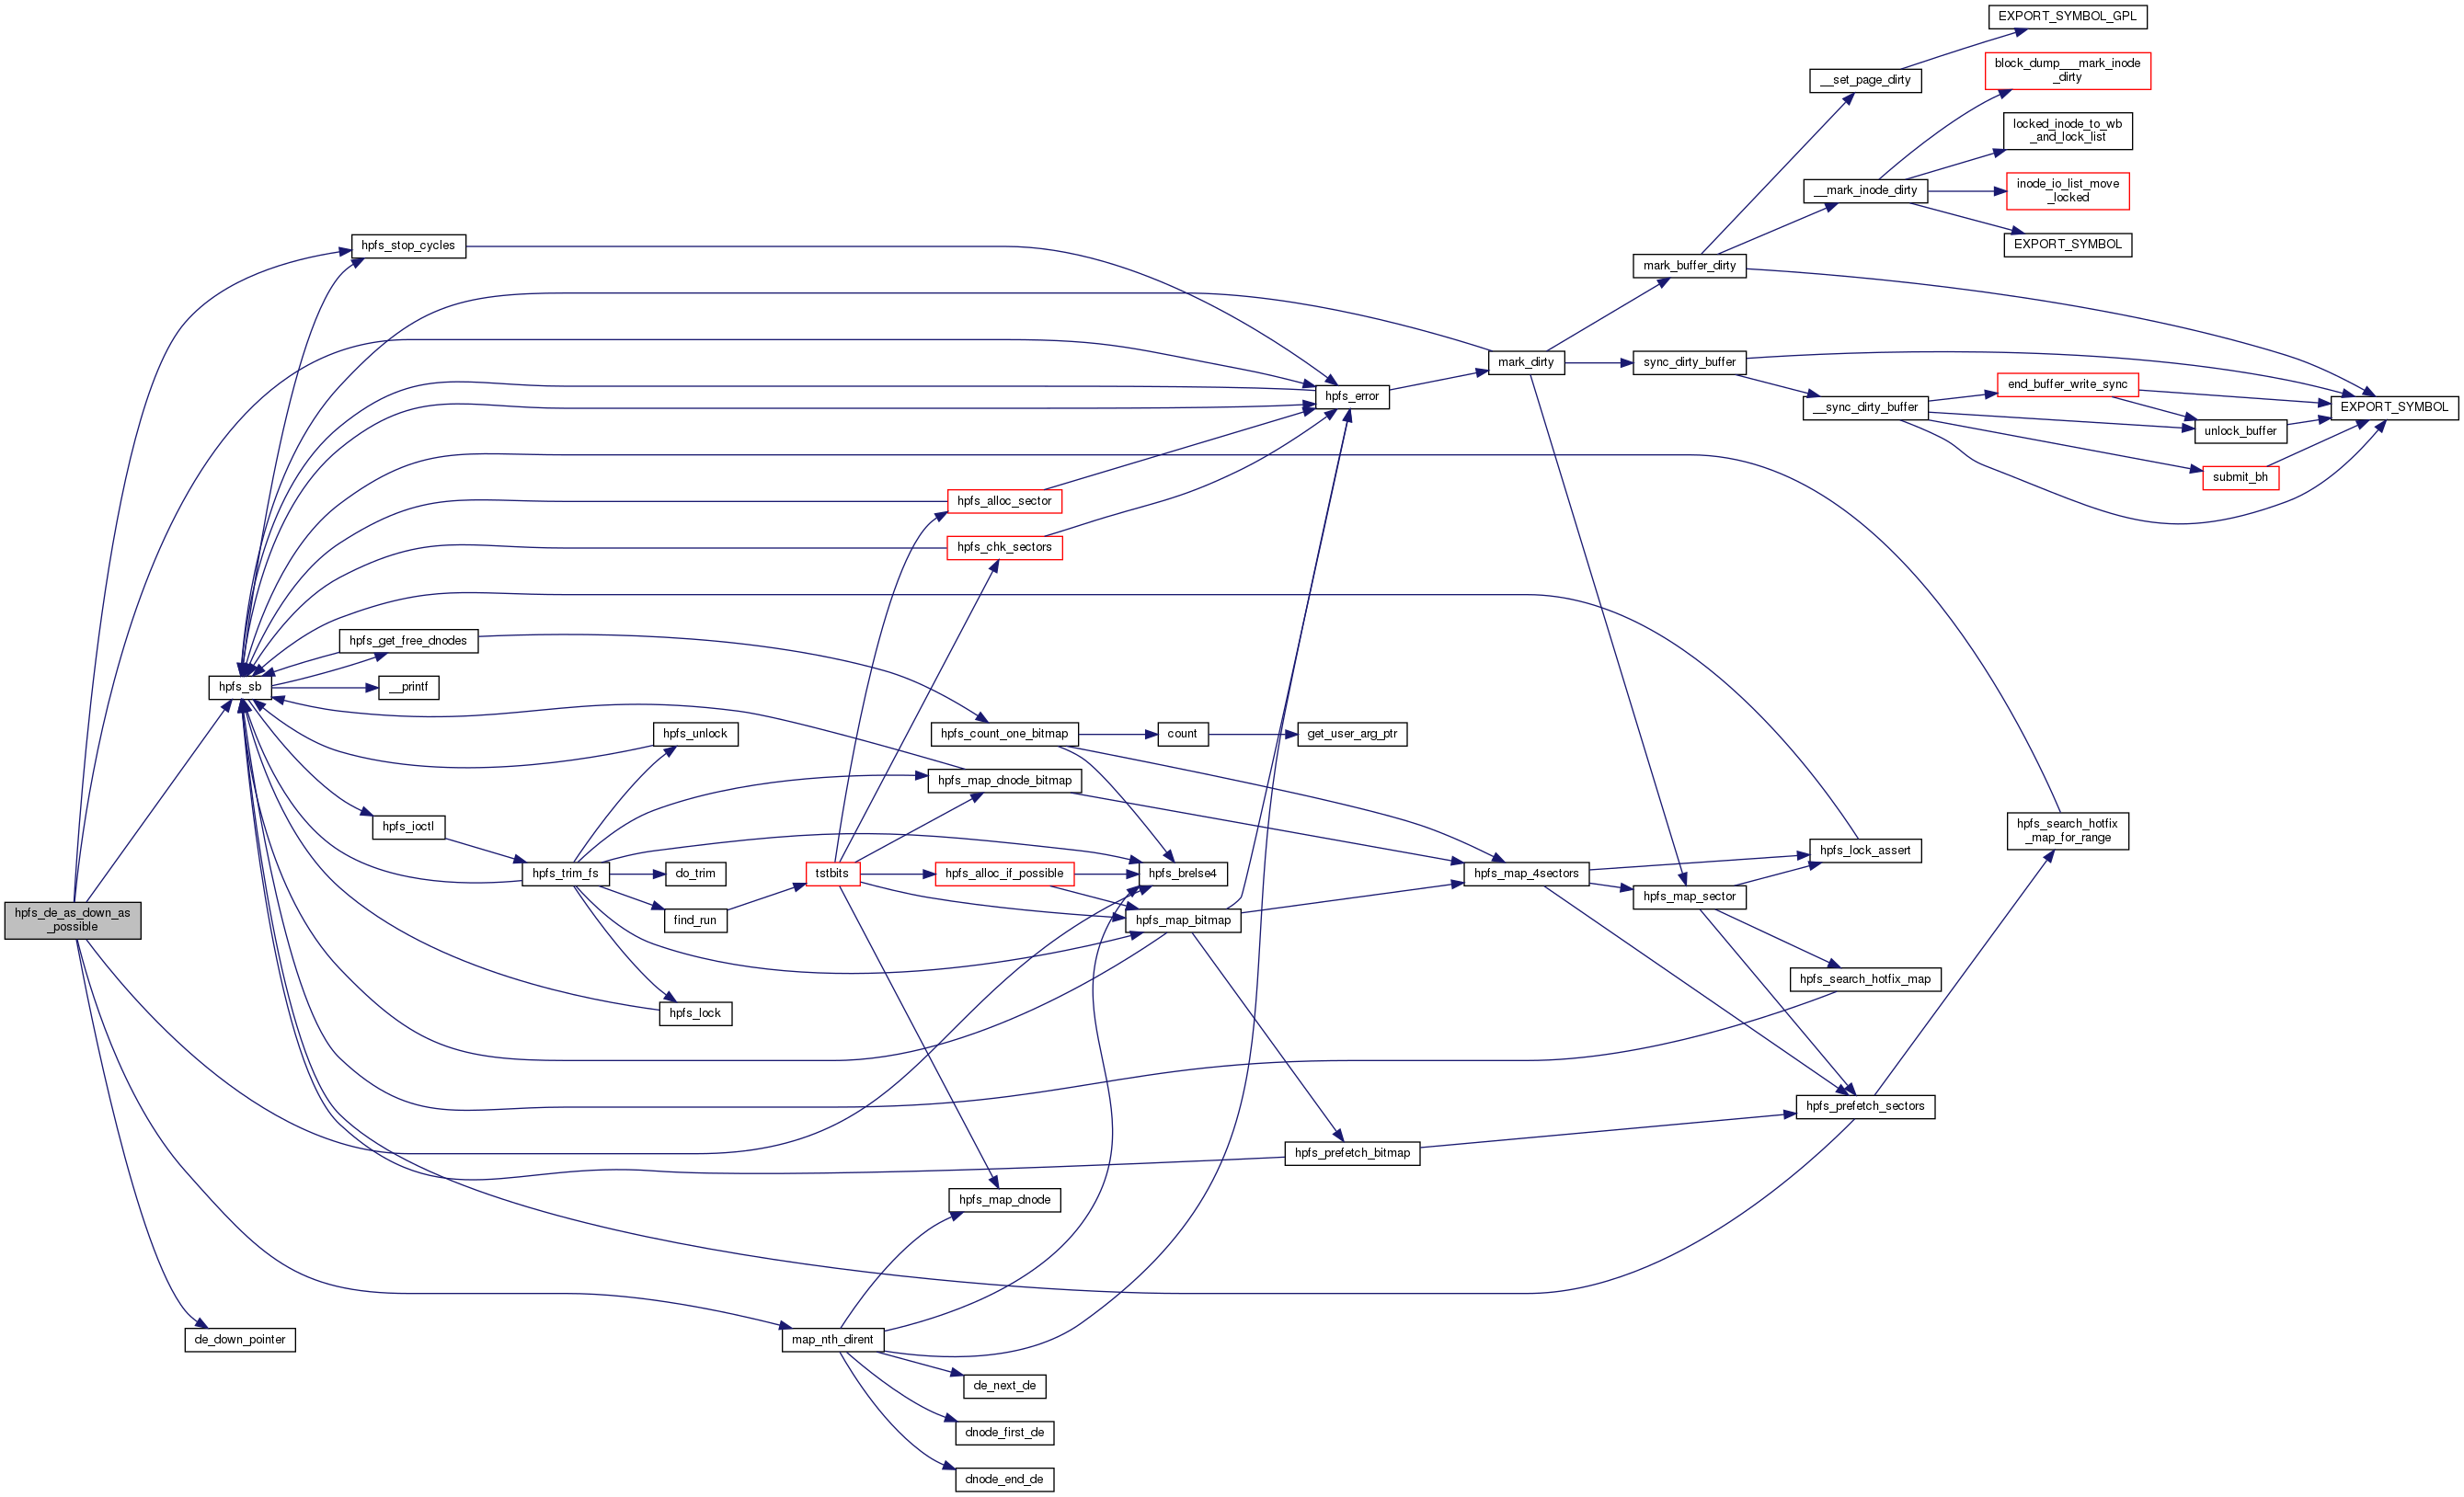 EXPORT_SYMBOL_GPL
block_dump___mark_inode
_dirty
__set_page_dirty
locked_inode_to_wb
_and_lock_list
__mark_inode_dirty
inode_io_list_move
_locked
hpfs_stop_cycles
EXPORT_SYMBOL
mark_buffer_dirty
mark_dirty
sync_dirty_buffer
end_buffer_write_sync
hpfs_error
__sync_dirty_buffer
EXPORT_SYMBOL
unlock_buffer
submit_bh
hpfs_alloc_sector
hpfs_chk_sectors
hpfs_get_free_dnodes
hpfs_sb
__printf
hpfs_unlock
hpfs_count_one_bitmap
count
get_user_arg_ptr
hpfs_map_dnode_bitmap
hpfs_ioctl
hpfs_search_hotfix
_map_for_range
hpfs_lock_assert
hpfs_trim_fs
do_trim
tstbits
hpfs_alloc_if_possible
hpfs_brelse4
hpfs_map_4sectors
hpfs_map_sector
hpfs_de_as_down_as
_possible
find_run
hpfs_map_bitmap
hpfs_search_hotfix_map
hpfs_lock
hpfs_prefetch_sectors
hpfs_prefetch_bitmap
hpfs_map_dnode
de_down_pointer
map_nth_dirent
de_next_de
dnode_first_de
dnode_end_de